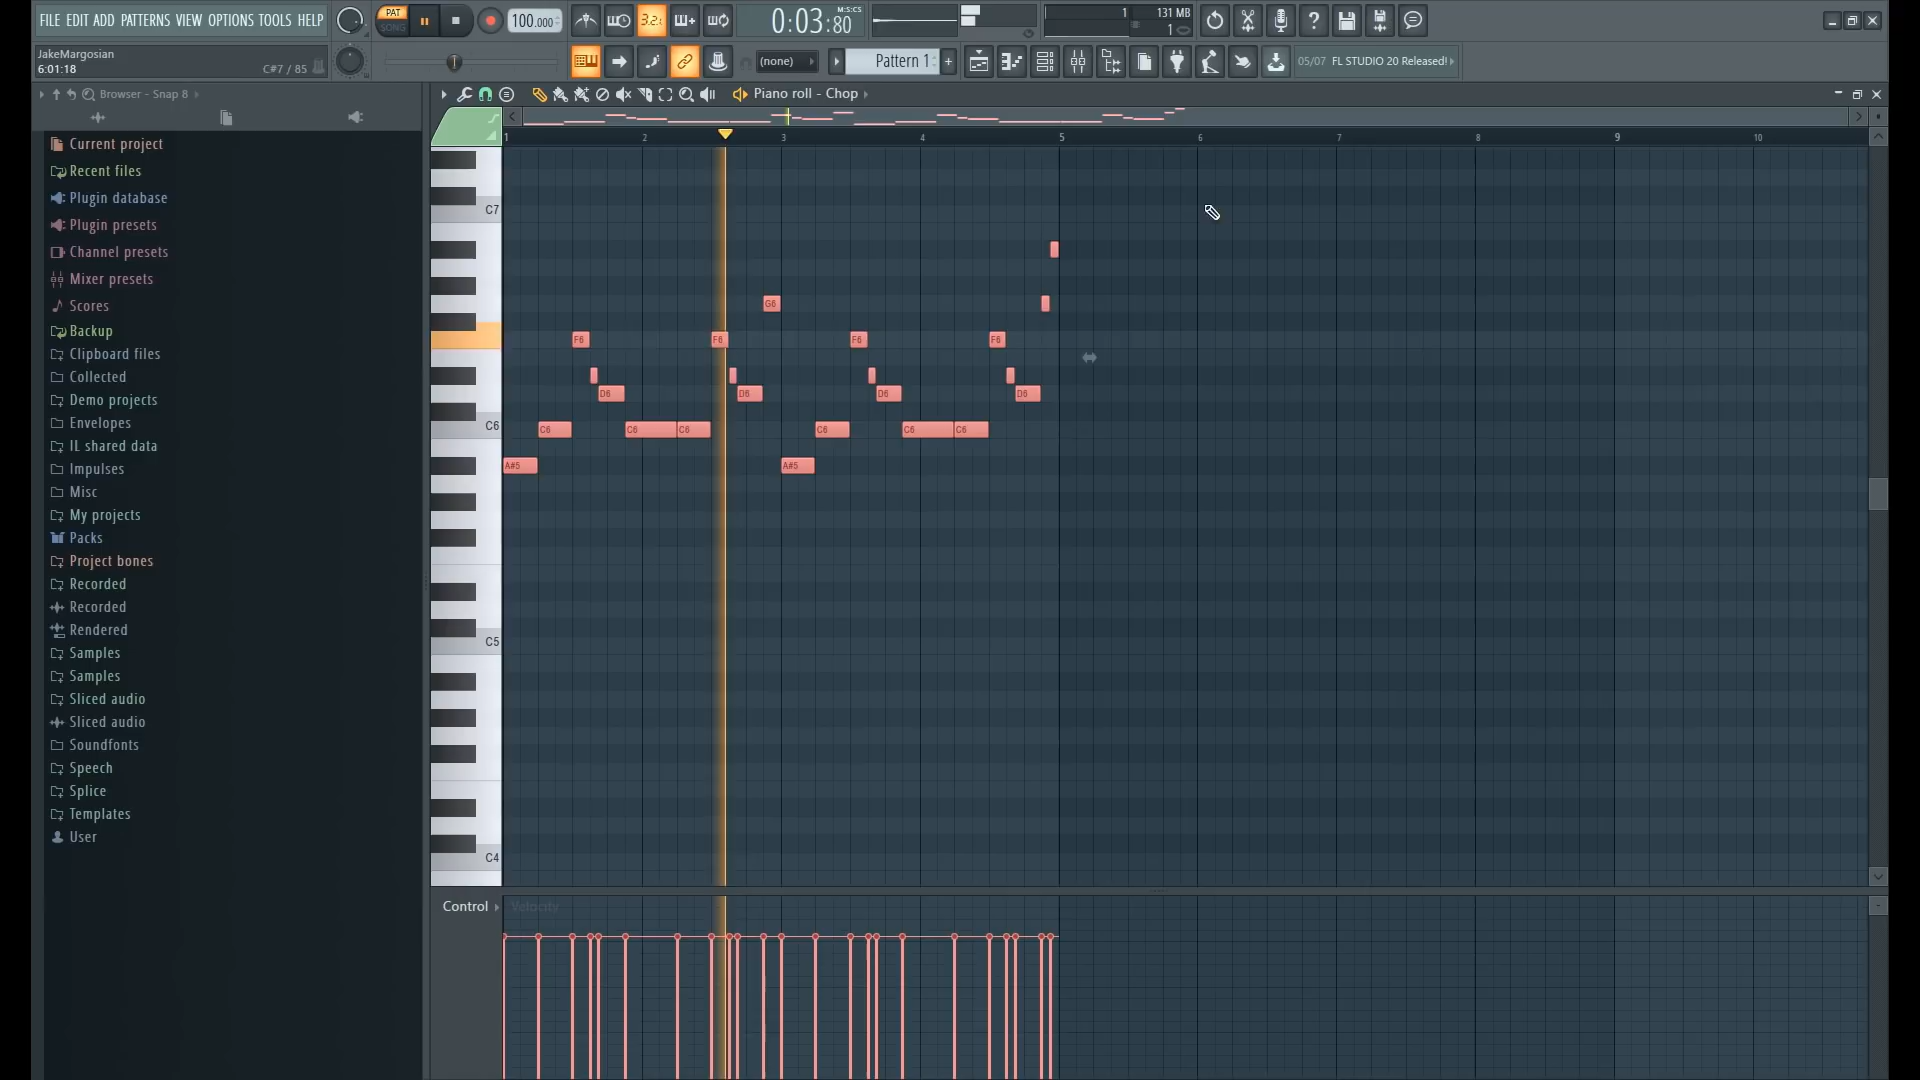 FILE EDIT ADD PATTERNS VIEW OPTIONS TOOLS HELP
PAT
SONG
100.000
3.2.
0:03:80
M:S:CS
1
131 MB
1
JakeMargosian
6:01:18
C#7 / 85
(none)
Pattern 1
+
05/07 FL STUDIO 20 Released!
Browser - Snap 8
Piano roll - Chop
Current project
Recent files
Plugin database
Plugin presets
Channel presets
Mixer presets
Scores
Backup
Clipboard files
Collected
Demo projects
Envelopes
IL shared data
Impulses
Misc
My projects
Packs
Project bones
Recorded
Recorded
Rendered
Samples
Samples
Sliced audio
Sliced audio
Soundfonts
Speech
Splice
Templates
User
1 2 3 4 5 6 7 8 9 10
C7
G6
F6 F6 F6 F6
D6 D6 D6 D6
C6 C6 C6 C6 C6 C6 C6
A#5 A#5
C5
C4
Control Velocity